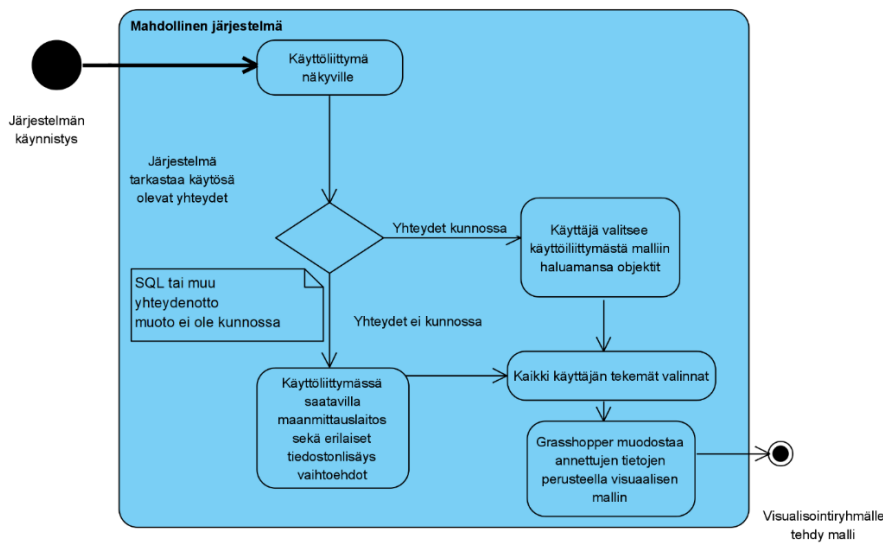 Mahdollinen järjestelmä
Käyttöliittymä
näkyville
Järjestelmän
käynnistys
Järjestelmä
tarkastaa käytösä
olevat yhteydet
Yhteydet kunnossa
Käyttäjä valitsee
käyttöiliittymästä malliin
haluamansa objektit
SQL tai muu
yhteydenotto
muoto ei ole kunnossa
Yhteydet ei kunnossa
Käyttöliittymässä
saatavilla
maanmittauslaitos
sekä erilaiset
tiedostonlisäys
vaihtoehdot
Kaikki käyttäjän tekemät valinnat
Grasshopper muodostaa
annettujen tietojen
perusteella visuaalisen
mallin
Visualisointiryhmälle
tehdy malli